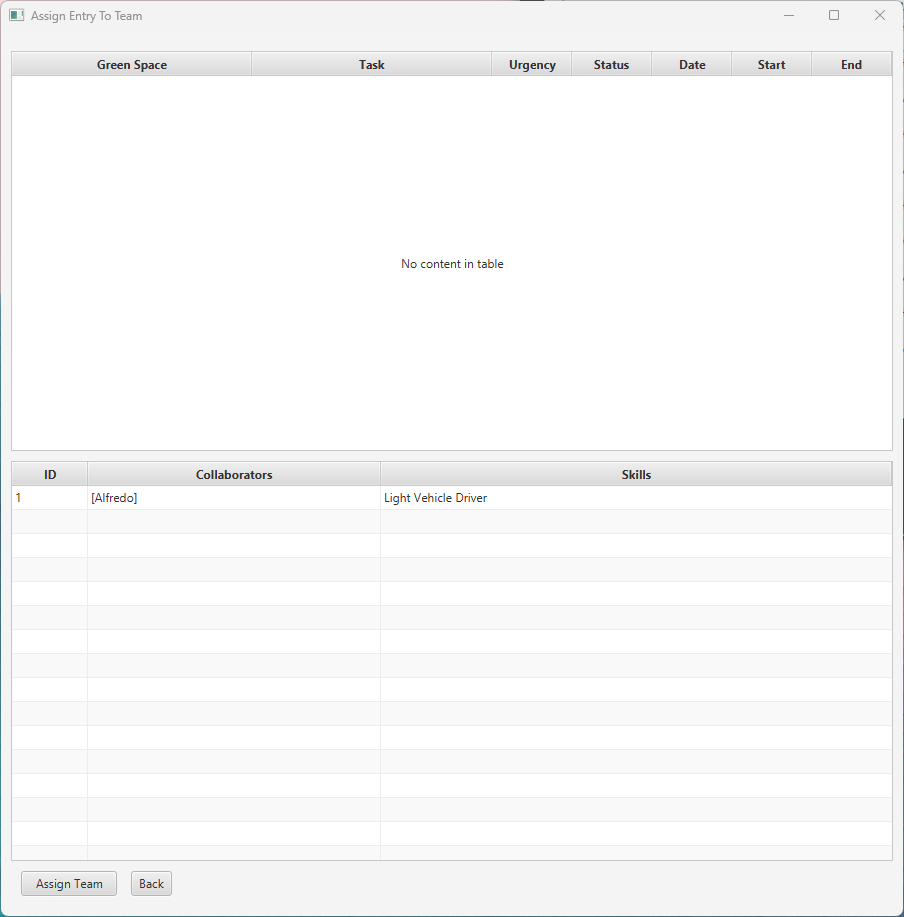 Assign Entry To Team
Green Space Task Urgency Status Date Start End
No content in table
ID Collaborators Skills
1 [Alfredo] Light Vehicle Driver
Assign Team Back